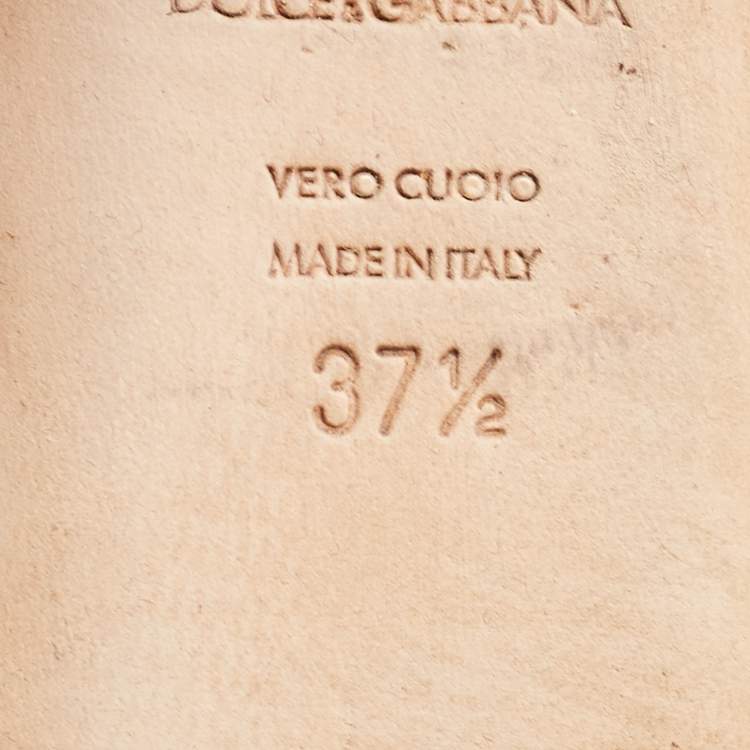 DOLCE & GABBANA
VERO CUOIO
MADE IN ITALY
37½